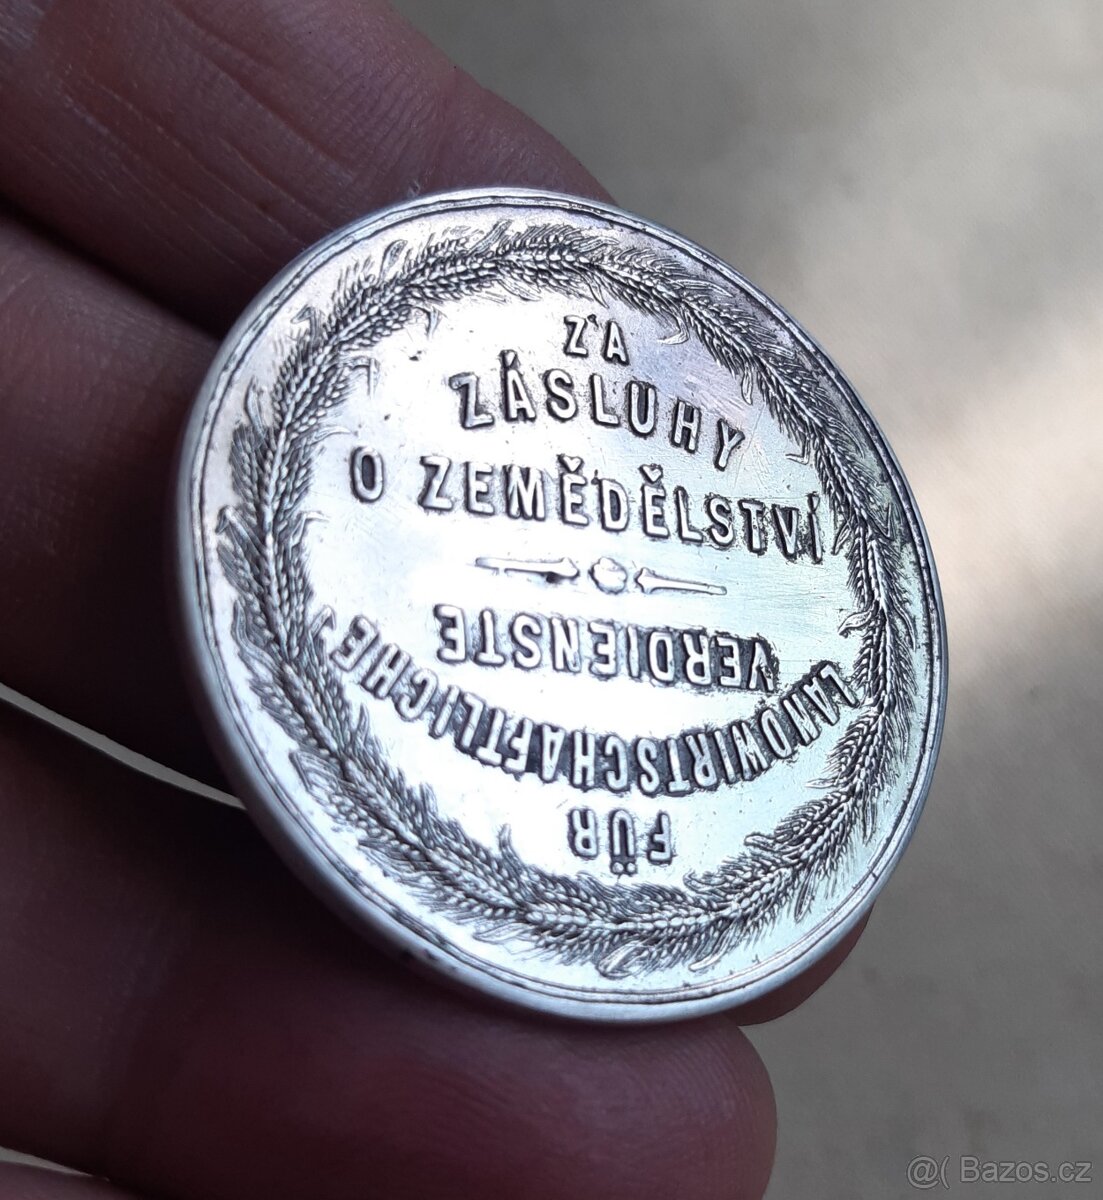 ZA
ZÁSLUHY
O ZEMĚDĚLSTVÍ
FÜR
LANDWIRTSCHAFTLICHE
VERDIENSTE
@( Bazos.cz